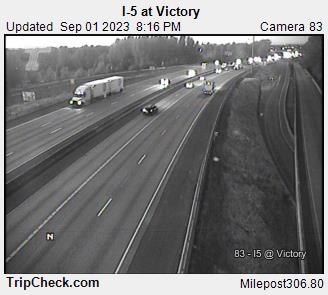 I-5 at Victory
Updated Sep 01 2023 8:16 PM
Camera 83
N
83 - I5 @ Victory
TripCheck.com
Milepost306.80